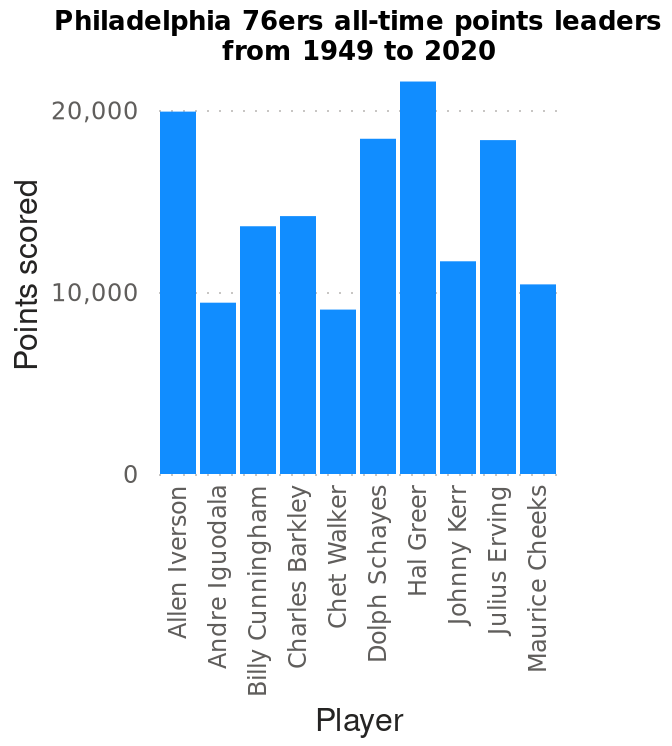 Philadelphia 76ers all-time points leaders
from 1949 to 2020
Points scored
20,000
10,000
0
Allen Iverson
Andre Iguodala
Billy Cunningham
Charles Barkley
Chet Walker
Dolph Schayes
Hal Greer
Johnny Kerr
Julius Erving
Maurice Cheeks
Player